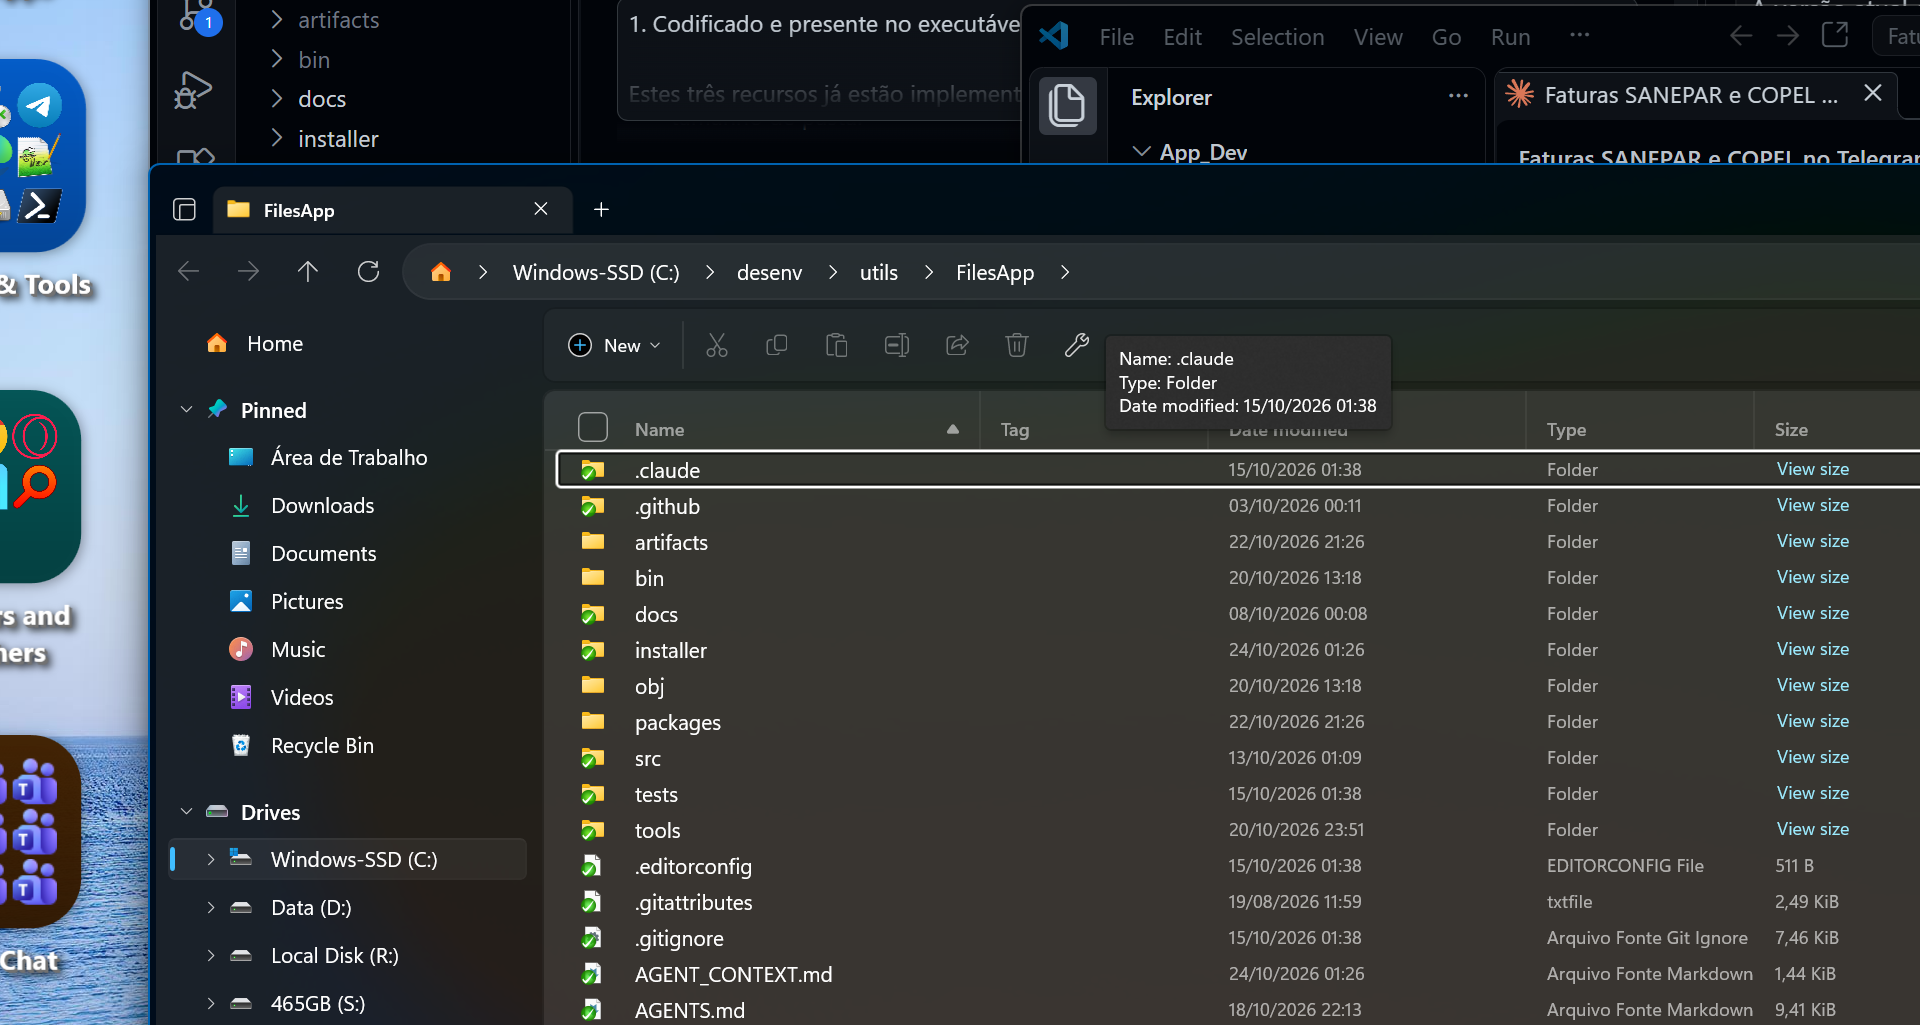 1
artifacts
bin
docs
installer
1. Codificado e presente no executáve
Estes três recursos já estão implement
File Edit Selection View Go Run ···
Explorer ···
App_Dev
Faturas SANEPAR e COPEL ...
Faturas SANEPAR e COPEL no Telegra
& Tools
rs and
ners
Chat
FilesApp
Windows-SSD (C:) > desenv > utils > FilesApp >
Home
Pinned
Área de Trabalho
Downloads
Documents
Pictures
Music
Videos
Recycle Bin
Drives
Windows-SSD (C:)
Data (D:)
Local Disk (R:)
465GB (S:)
New
Name: .claude
Type: Folder
Date modified: 15/10/2026 01:38
Name Tag Date modified Type Size
.claude 15/10/2026 01:38 Folder View size
.github 03/10/2026 00:11 Folder View size
artifacts 22/10/2026 21:26 Folder View size
bin 20/10/2026 13:18 Folder View size
docs 08/10/2026 00:08 Folder View size
installer 24/10/2026 01:26 Folder View size
obj 20/10/2026 13:18 Folder View size
packages 22/10/2026 21:26 Folder View size
src 13/10/2026 01:09 Folder View size
tests 15/10/2026 01:38 Folder View size
tools 20/10/2026 23:51 Folder View size
.editorconfig 15/10/2026 01:38 EDITORCONFIG File 511 B
.gitattributes 19/08/2026 11:59 txtfile 2,49 KiB
.gitignore 15/10/2026 01:38 Arquivo Fonte Git Ignore 7,46 KiB
AGENT_CONTEXT.md 24/10/2026 01:26 Arquivo Fonte Markdown 1,44 KiB
AGENTS.md 18/10/2026 22:13 Arquivo Fonte Markdown 9,41 KiB